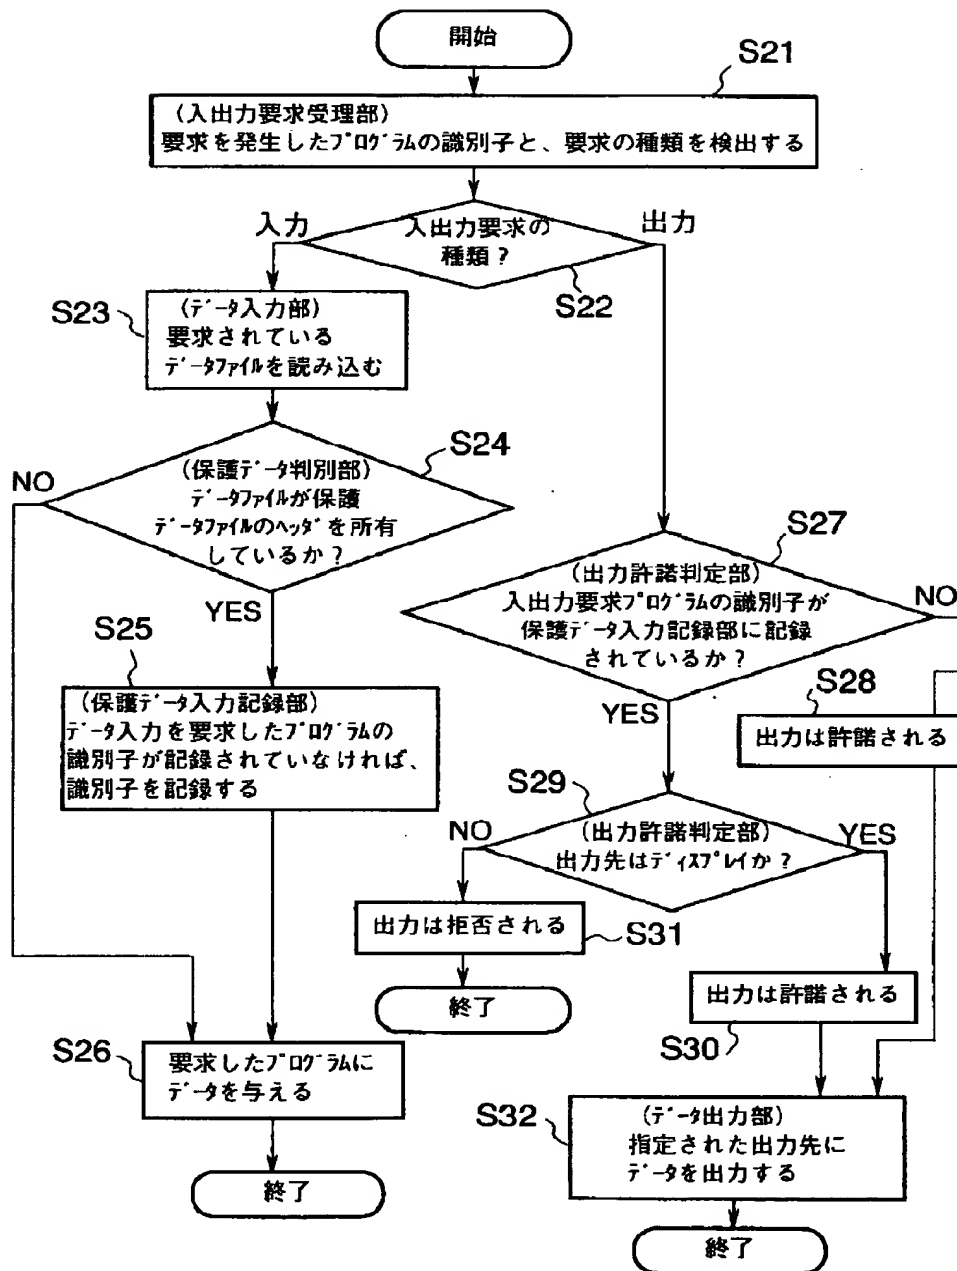 開始
S21
(入出力要求受理部)
要求を発生したプログラムの識別子と、要求の種類を検出する
入力
出力
入出力要求の
種類?
S22
S23
(データ入力部)
要求されている
データファイルを読み込む
S24
NO
(保護データ判別部)
データファイルが保護
データファイルのヘッダを所有
しているか?
YES
S27
(出力許諾判定部)
入出力要求プログラムの識別子が
保護データ入力記録部に記録
されているか?
NO
YES
S25
(保護データ入力記録部)
データ入力を要求したプログラムの
識別子が記録されていなければ、
識別子を記録する
S28
出力は許諾される
S29
NO
(出力許諾判定部)
出力先はディスプレイか?
YES
出力は拒否される
S31
終了
出力は許諾される
S30
S26
要求したプログラムに
データを与える
終了
S32
(データ出力部)
指定された出力先に
データを出力する
終了